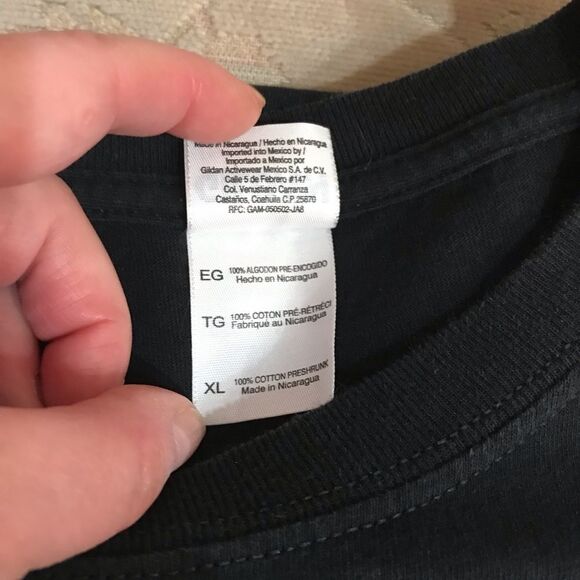 Made in Nicaragua / Hecho en Nicaragua
Imported into Mexico by /
Importado a Mexico por
Gildan Activewear Mexico S.A. de C.V.
Calle 5 de Febrero #147
Col. Venustiano Carranza
Castaños, Coahuila C.P.25870
RFC: GAM-050502-JA8
EG 100% ALGODON PRE-ENCOGIDO
Hecho en Nicaragua
TG 100% COTON PRÉ-RÉTRÉCI
Fabriqué au Nicaragua
XL 100% COTTON PRESHRUNK
Made in Nicaragua